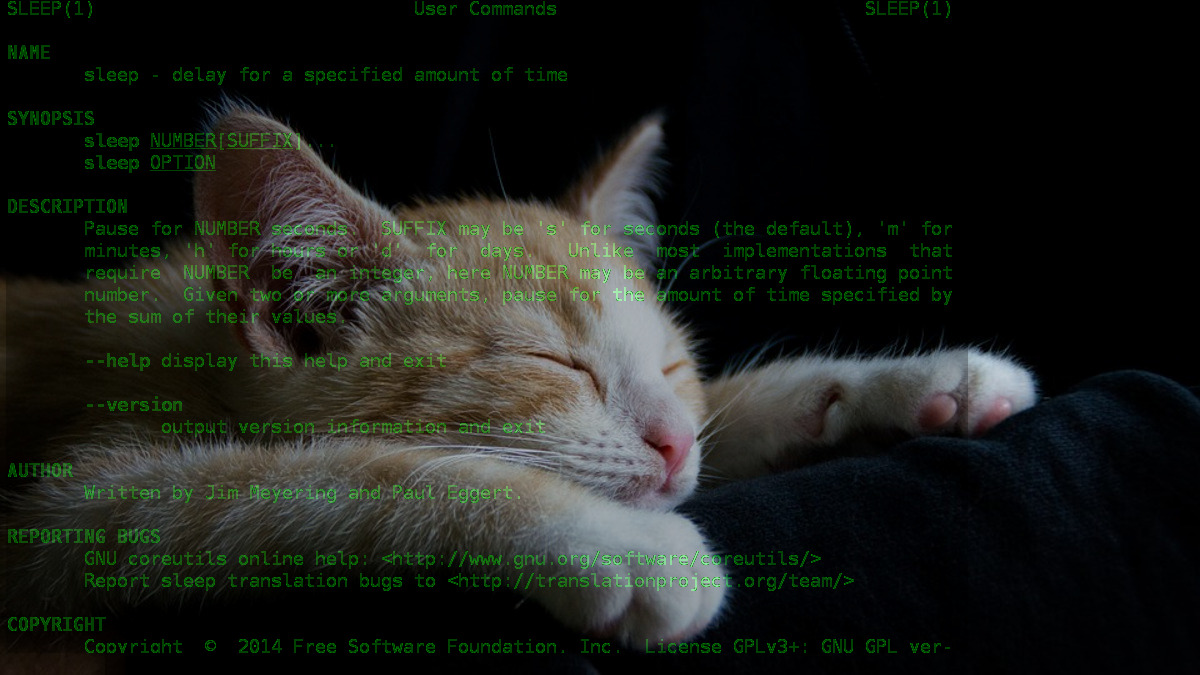 SLEEP(1) User Commands SLEEP(1)
NAME
sleep - delay for a specified amount of time
SYNOPSIS
sleep NUMBER[SUFFIX]...
sleep OPTION
DESCRIPTION
Pause for NUMBER seconds. SUFFIX may be 's' for seconds (the default), 'm' for
minutes, 'h' for hours or 'd' for days. Unlike most implementations that
require NUMBER be an integer, here NUMBER may be an arbitrary floating point
number. Given two or more arguments, pause for the amount of time specified by
the sum of their values.
--help display this help and exit
--version
output version information and exit
AUTHOR
Written by Jim Meyering and Paul Eggert.
REPORTING BUGS
GNU coreutils online help: <http://www.gnu.org/software/coreutils/>
Report sleep translation bugs to <http://translationproject.org/team/>
COPYRIGHT
Copyright © 2014 Free Software Foundation, Inc. License GPLv3+: GNU GPL ver-